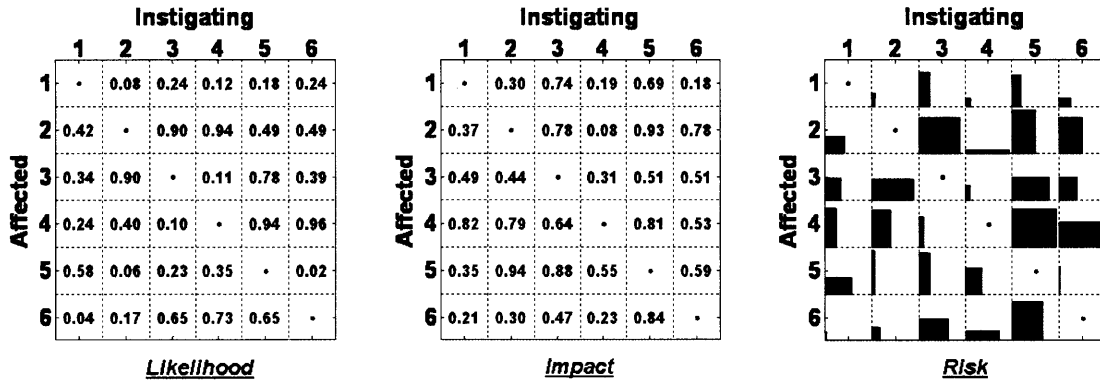 Instigating Instigating Instigating
1 2 3 4 5 6 1 2 3 4 5 6 1 2 3 4 5 6
Affected Affected Affected
1 0.08 0.24 0.12 0.18 0.24 1 0.30 0.74 0.19 0.69 0.18 1
2 0.42 0.90 0.94 0.49 0.49 2 0.37 0.78 0.08 0.93 0.78 2
3 0.34 0.90 0.11 0.78 0.39 3 0.49 0.44 0.31 0.51 0.51 3
4 0.24 0.40 0.10 0.94 0.96 4 0.82 0.79 0.64 0.81 0.53 4
5 0.58 0.06 0.23 0.35 0.02 5 0.35 0.94 0.88 0.55 0.59 5
6 0.04 0.17 0.65 0.73 0.65 6 0.21 0.30 0.47 0.23 0.84 6
Likelihood Impact Risk